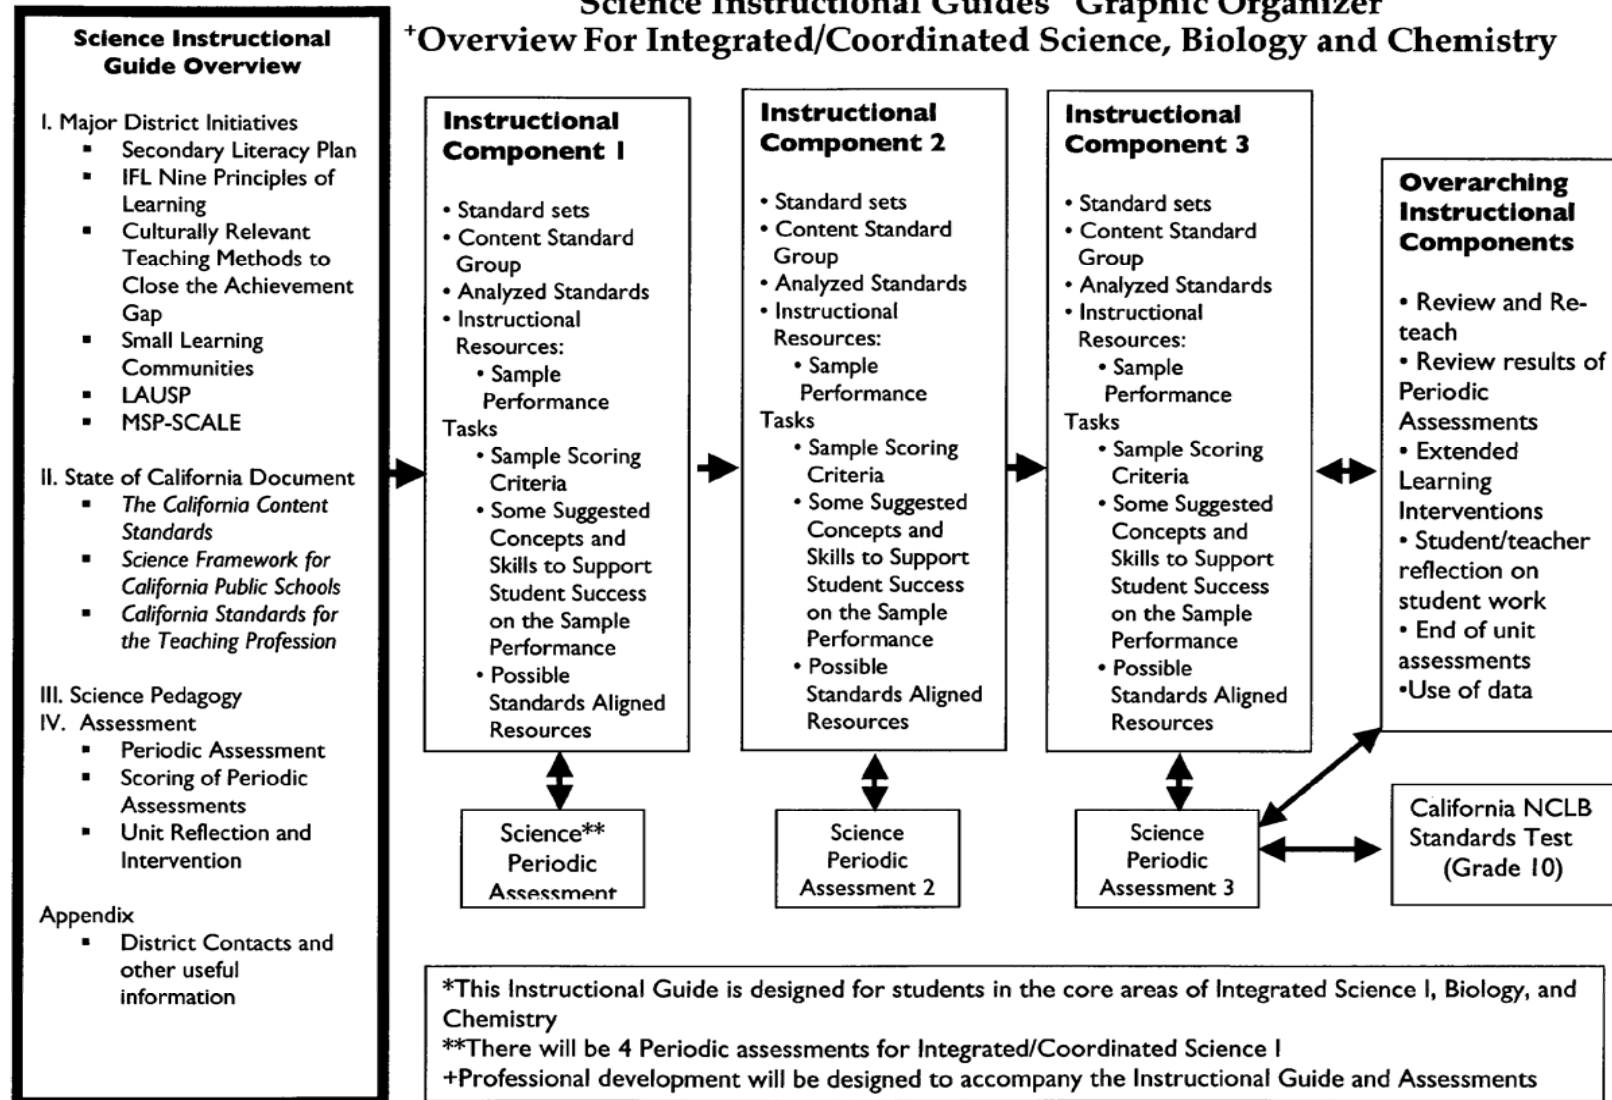 Science Instructional Guides Graphic Organizer
+Overview For Integrated/Coordinated Science, Biology and Chemistry
Science Instructional
Guide Overview
I. Major District Initiatives
▪ Secondary Literacy Plan
▪ IFL Nine Principles of
Learning
▪ Culturally Relevant
Teaching Methods to
Close the Achievement
Gap
▪ Small Learning
Communities
▪ LAUSP
▪ MSP-SCALE
II. State of California Document
▪ The California Content
Standards
▪ Science Framework for
California Public Schools
▪ California Standards for
the Teaching Profession
III. Science Pedagogy
IV. Assessment
▪ Periodic Assessment
▪ Scoring of Periodic
Assessments
▪ Unit Reflection and
Intervention
Appendix
▪ District Contacts and
other useful
information
Instructional
Component 1
• Standard sets
• Content Standard
Group
• Analyzed Standards
• Instructional
Resources:
• Sample
Performance
Tasks
• Sample Scoring
Criteria
• Some Suggested
Concepts and
Skills to Support
Student Success
on the Sample
Performance
• Possible
Standards Aligned
Resources
Science**
Periodic
Assessment
Instructional
Component 2
• Standard sets
• Content Standard
Group
• Analyzed Standards
• Instructional
Resources:
• Sample
Performance
Tasks
• Sample Scoring
Criteria
• Some Suggested
Concepts and
Skills to Support
Student Success
on the Sample
Performance
• Possible
Standards Aligned
Resources
Science
Periodic
Assessment 2
Instructional
Component 3
• Standard sets
• Content Standard
Group
• Analyzed Standards
• Instructional
Resources:
• Sample
Performance
Tasks
• Sample Scoring
Criteria
• Some Suggested
Concepts and
Skills to Support
Student Success
on the Sample
Performance
• Possible
Standards Aligned
Resources
Science
Periodic
Assessment 3
Overarching
Instructional
Components
• Review and Re-
teach
• Review results of
Periodic
Assessments
• Extended
Learning
Interventions
• Student/teacher
reflection on
student work
• End of unit
assessments
•Use of data
California NCLB
Standards Test
(Grade 10)
*This Instructional Guide is designed for students in the core areas of Integrated Science I, Biology, and
Chemistry
**There will be 4 Periodic assessments for Integrated/Coordinated Science I
+Professional development will be designed to accompany the Instructional Guide and Assessments